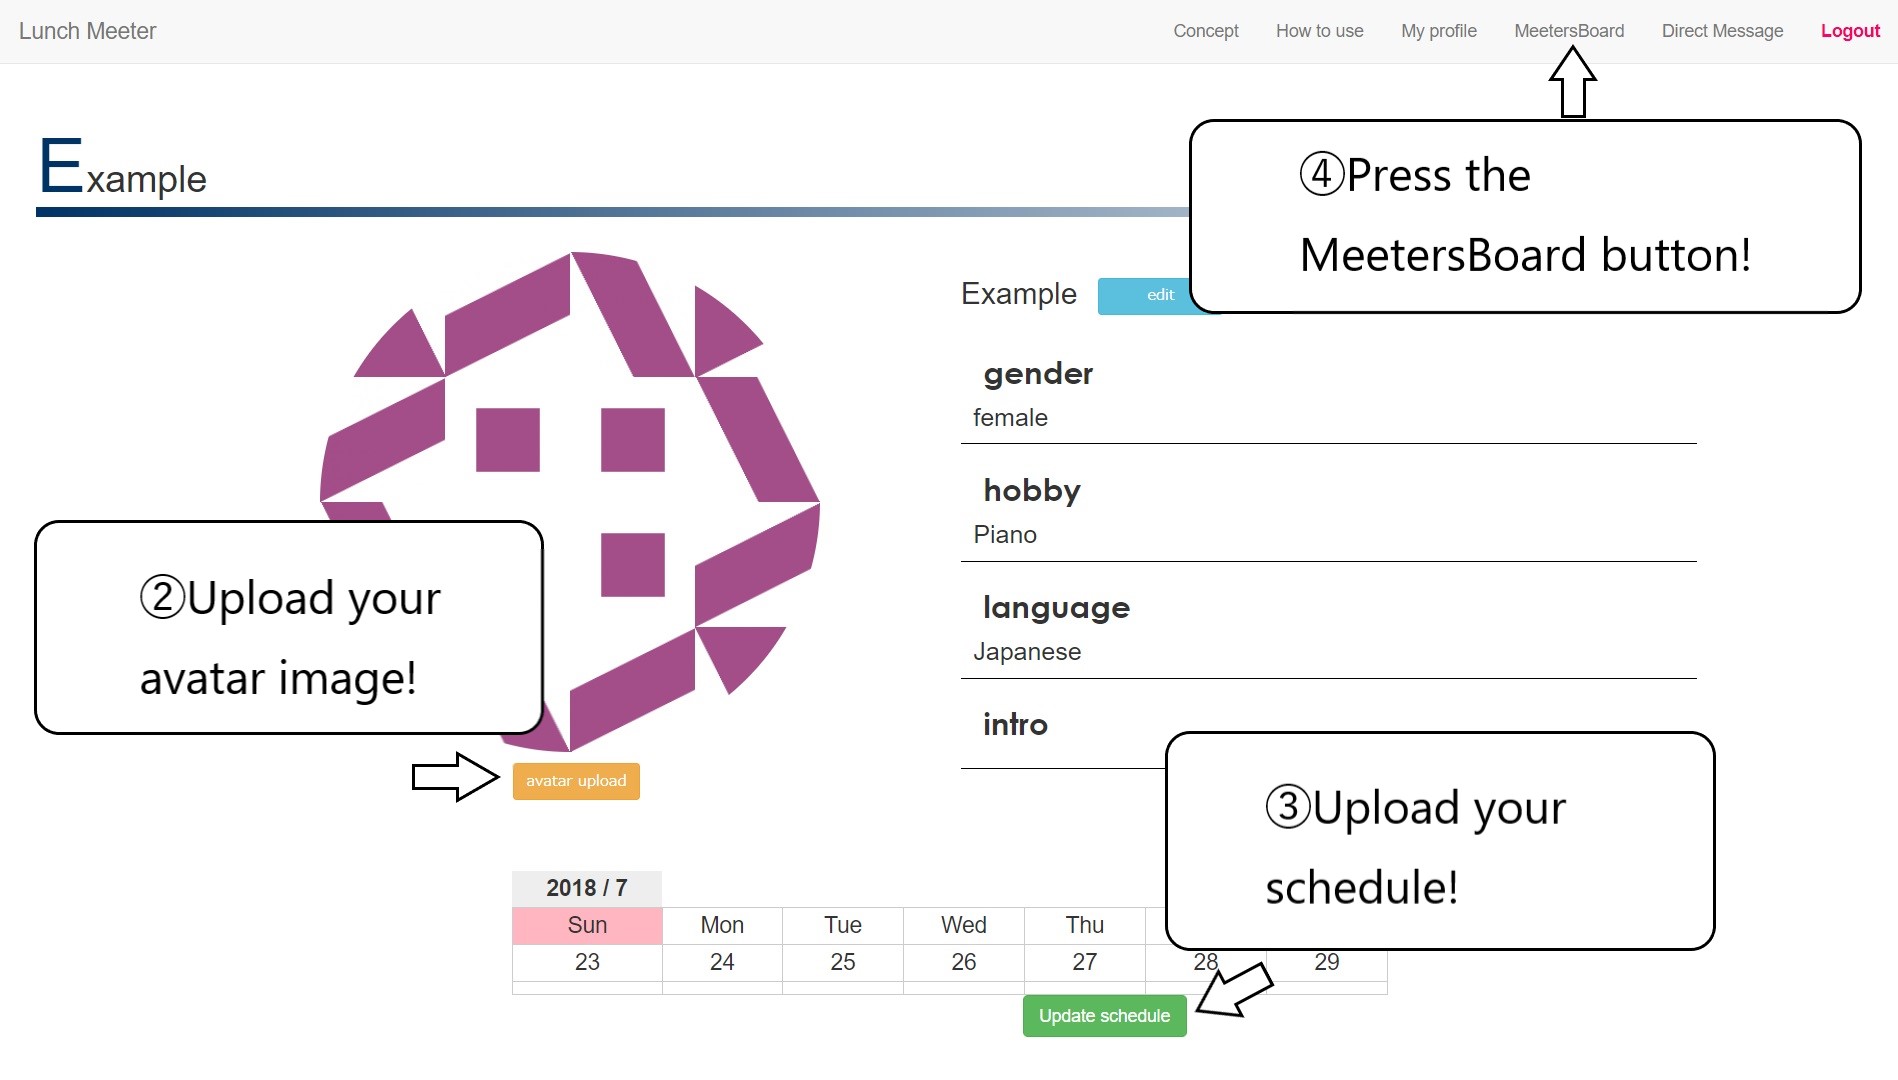 Lunch Meeter
Concept
How to use
My profile
MeetersBoard
Direct Message
Logout
Example
④Press the
MeetersBoard button!
Example
edit
gender
female
hobby
Piano
language
Japanese
intro
②Upload your
avatar image!
avatar upload
③Upload your
schedule!
2018 / 7
Sun Mon Tue Wed Thu
23 24 25 26 27 28 29
Update schedule